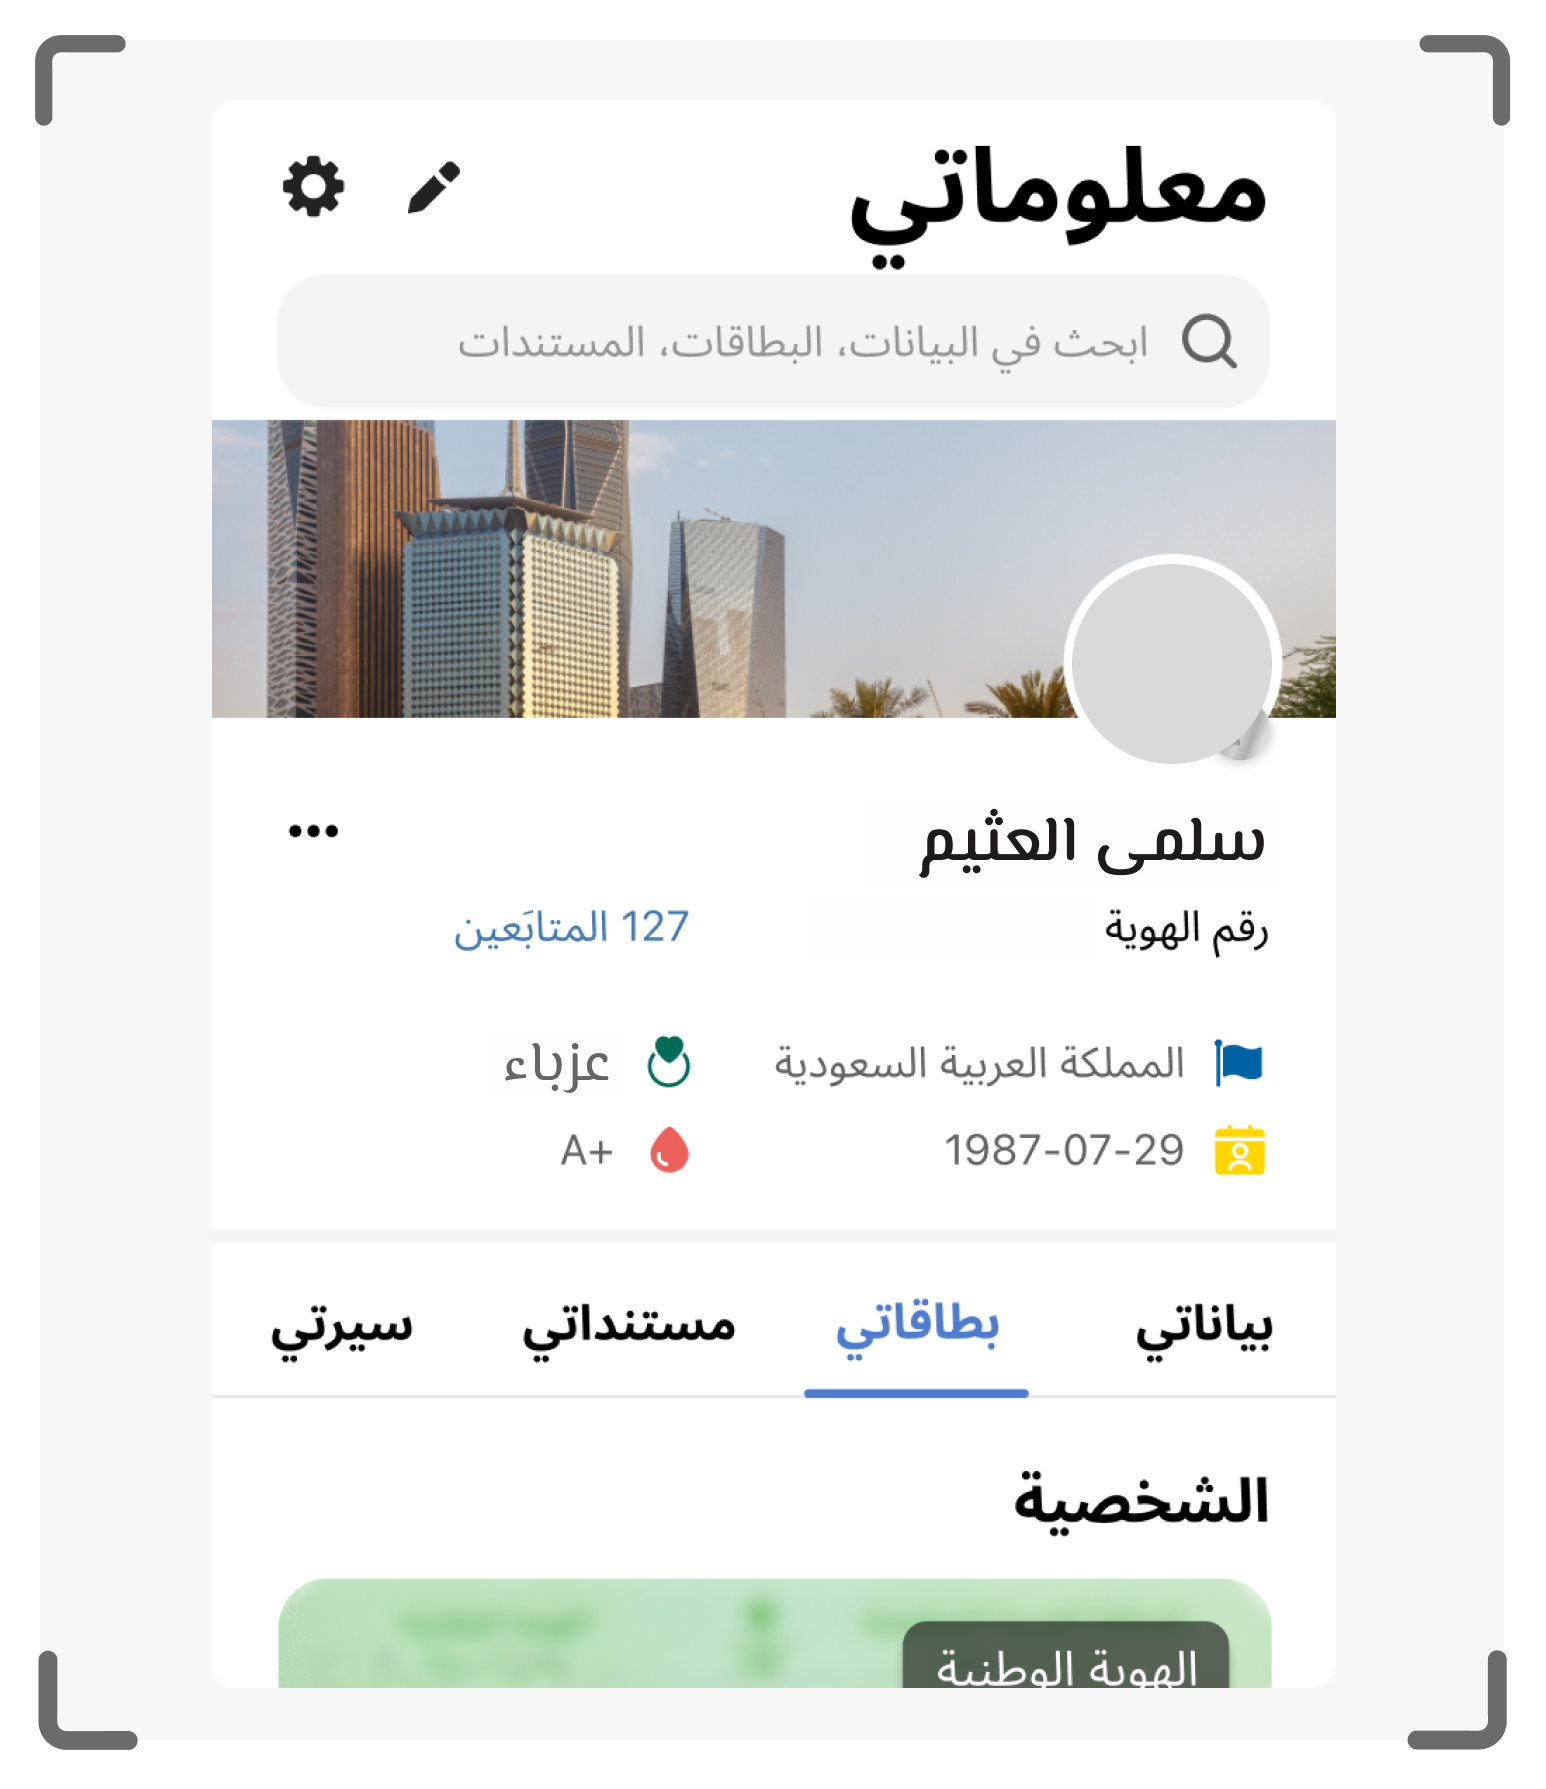 معلوماتي
ابحث في البيانات، البطاقات، المستندات
سلمى العثيم
رقم الهوية
127 المتابَعين
المملكة العربية السعودية
عزباء
1987-07-29
A+
بياناتي بطاقاتي مستنداتي سيرتي
الشخصية
الهوية الوطنية